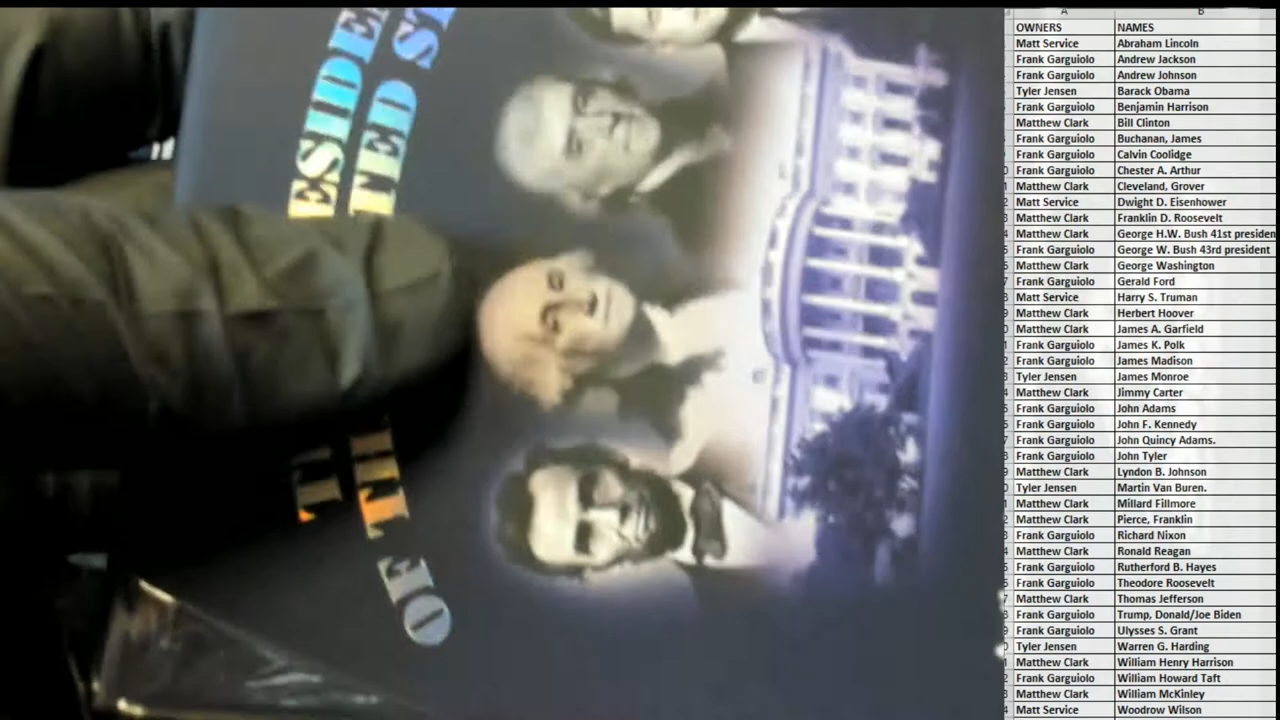 ESIDE
TED S
T
TH
OF
A B
OWNERS NAMES
Matt Service Abraham Lincoln
Frank Garguiolo Andrew Jackson
Frank Garguiolo Andrew Johnson
Tyler Jensen Barack Obama
Frank Garguiolo Benjamin Harrison
Matthew Clark Bill Clinton
Frank Garguiolo Buchanan, James
Frank Garguiolo Calvin Coolidge
Frank Garguiolo Chester A. Arthur
Matthew Clark Cleveland, Grover
Matt Service Dwight D. Eisenhower
Matthew Clark Franklin D. Roosevelt
Matthew Clark George H.W. Bush 41st presiden
Frank Garguiolo George W. Bush 43rd president
Matthew Clark George Washington
Frank Garguiolo Gerald Ford
Matt Service Harry S. Truman
Matthew Clark Herbert Hoover
Matthew Clark James A. Garfield
Frank Garguiolo James K. Polk
Frank Garguiolo James Madison
Tyler Jensen James Monroe
Matthew Clark Jimmy Carter
Frank Garguiolo John Adams
Frank Garguiolo John F. Kennedy
Frank Garguiolo John Quincy Adams.
Frank Garguiolo John Tyler
Matthew Clark Lyndon B. Johnson
Tyler Jensen Martin Van Buren.
Matthew Clark Millard Fillmore
Matthew Clark Pierce, Franklin
Frank Garguiolo Richard Nixon
Matthew Clark Ronald Reagan
Frank Garguiolo Rutherford B. Hayes
Frank Garguiolo Theodore Roosevelt
Matthew Clark Thomas Jefferson
Frank Garguiolo Trump, Donald/Joe Biden
Frank Garguiolo Ulysses S. Grant
Tyler Jensen Warren G. Harding
Matthew Clark William Henry Harrison
Frank Garguiolo William Howard Taft
Matthew Clark William McKinley
Matt Service Woodrow Wilson